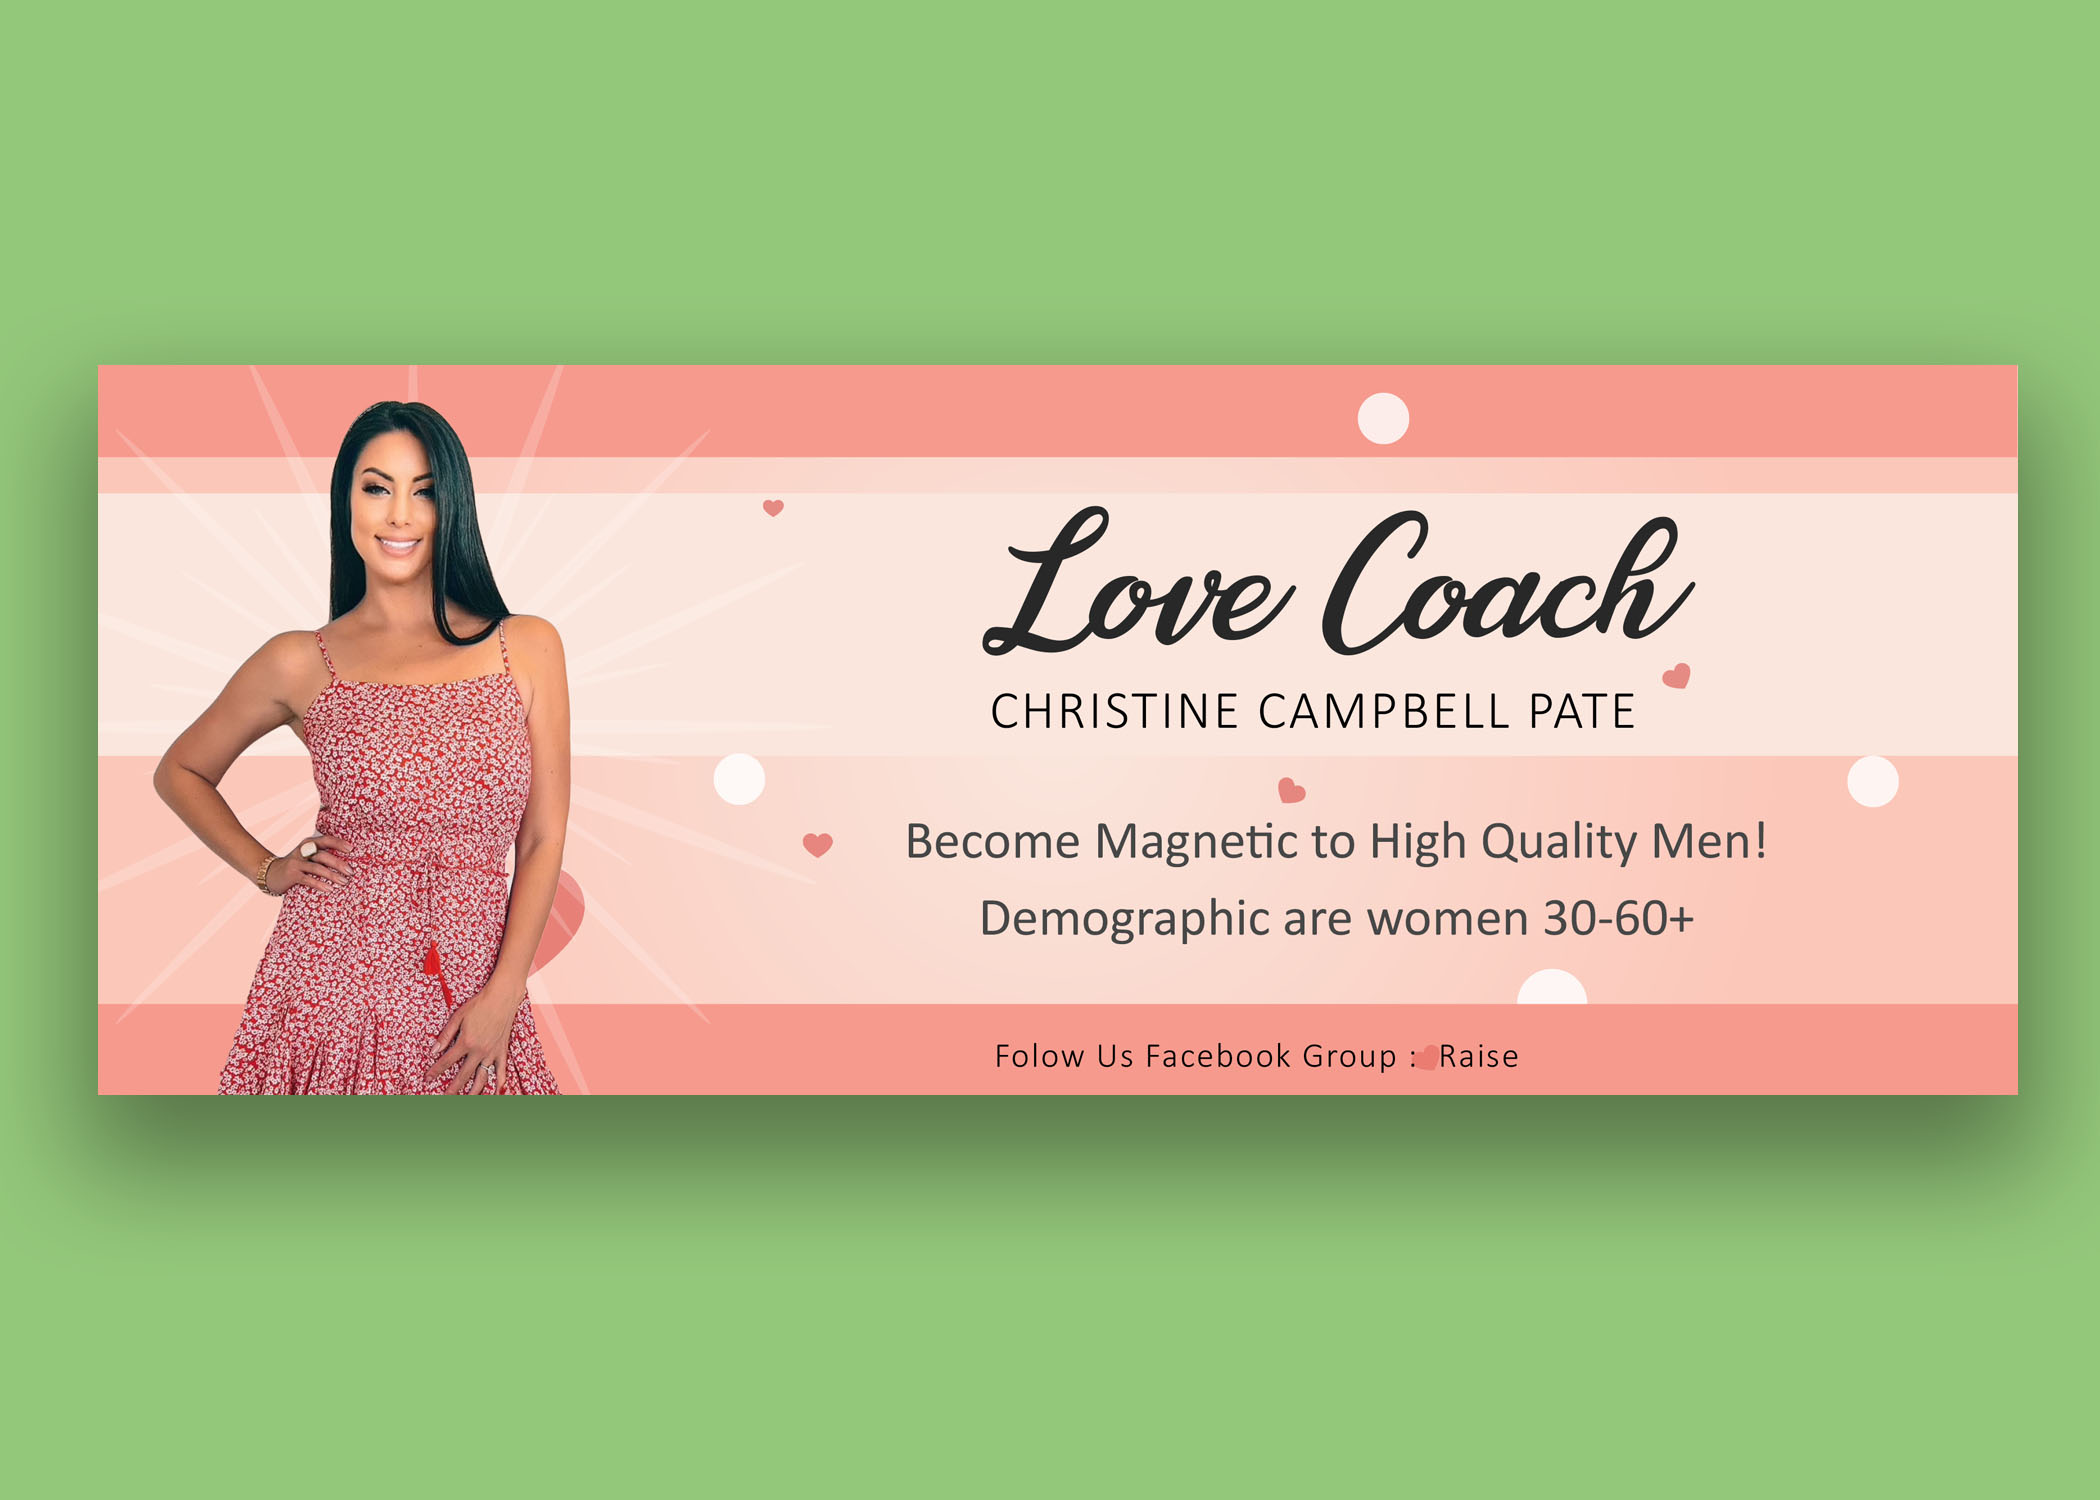 Love Coach
CHRISTINE CAMPBELL PATE
Become Magnetic to High Quality Men!
Demographic are women 30-60+
Folow Us Facebook Group : Raise